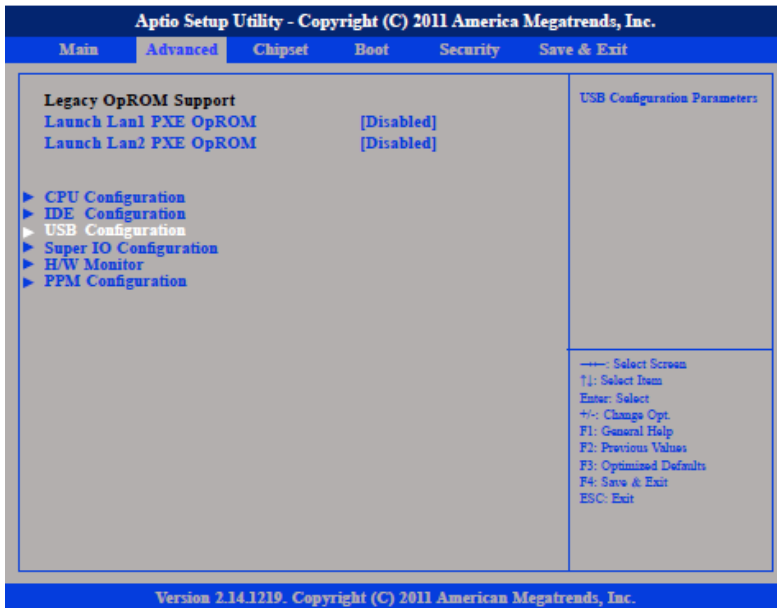 Aptio Setup Utility - Copyright (C) 2011 America Megatrends, Inc.
Main Advanced Chipset Boot Security Save & Exit
Legacy OpROM Support
Launch Lan1 PXE OpROM [Disabled]
Launch Lan2 PXE OpROM [Disabled]
► CPU Configuration
► IDE Configuration
► USB Configuration
► Super IO Configuration
► H/W Monitor
► PPM Configuration
USB Configuration Parameters
→←: Select Screen
↑↓: Select Item
Enter: Select
+/-: Change Opt.
F1: General Help
F2: Previous Values
F3: Optimized Defaults
F4: Save & Exit
ESC: Exit
Version 2.14.1219. Copyright (C) 2011 American Megatrends, Inc.